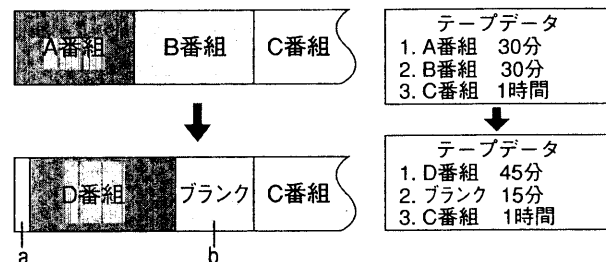 A番組 B番組 C番組
テープデータ
1. A番組 30分
2. B番組 30分
3. C番組 1時間
D番組 ブランク C番組
a b
テープデータ
1. D番組 45分
2. ブランク 15分
3. C番組 1時間